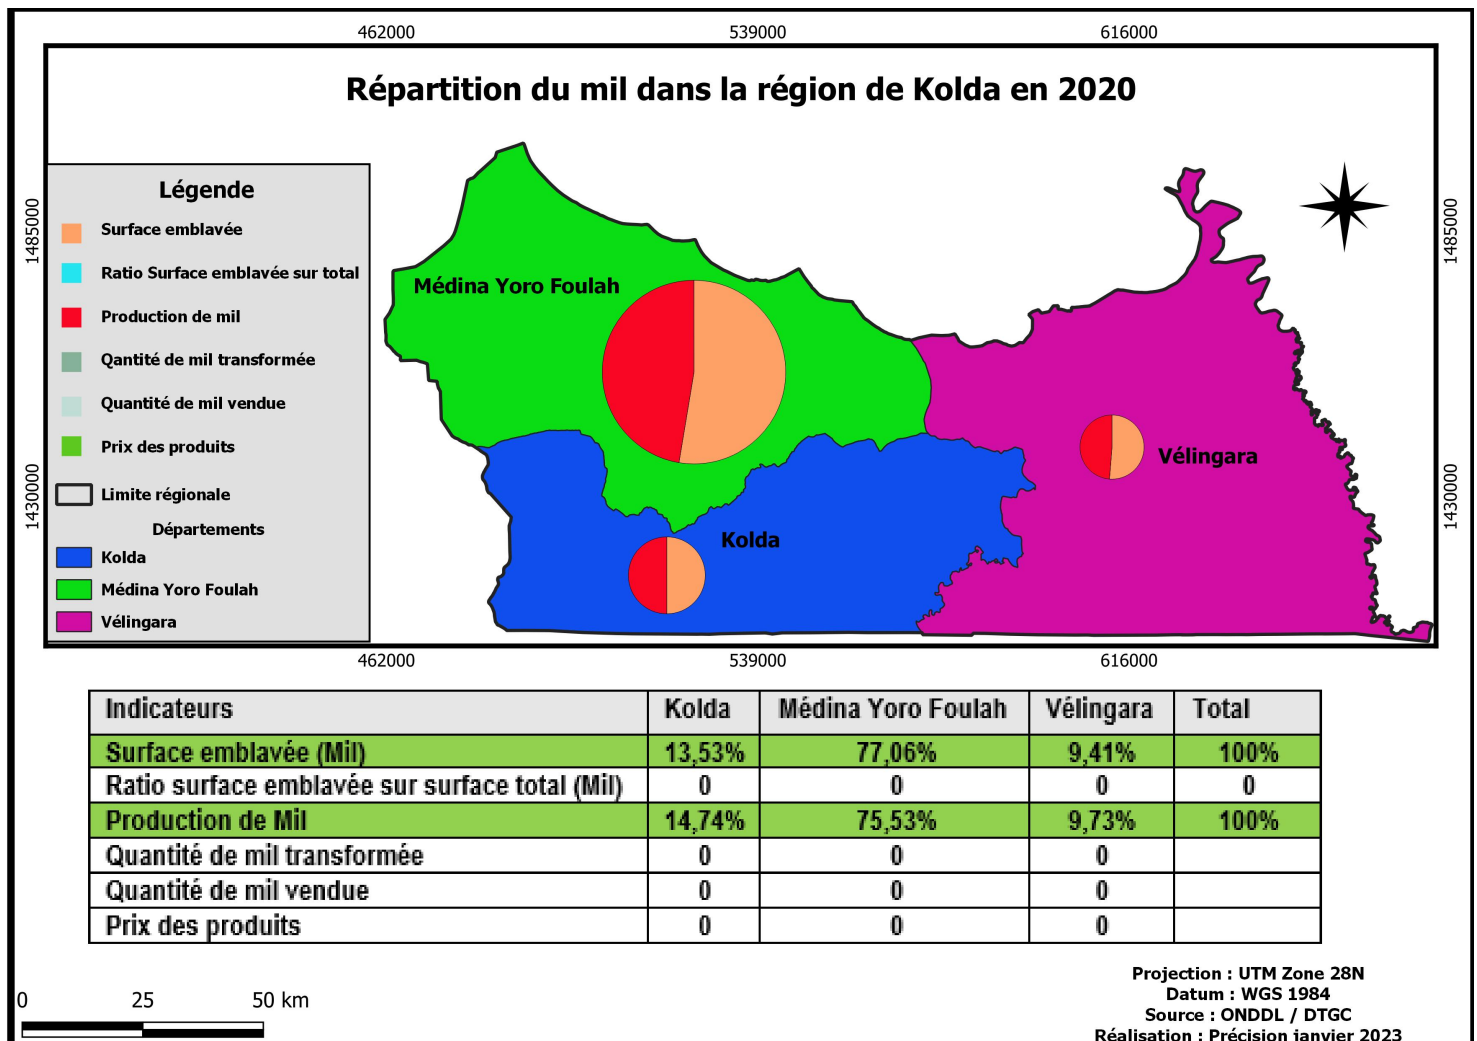 462000 539000 616000
Répartition du mil dans la région de Kolda en 2020
1485000
1485000
1430000
1430000
Légende
Surface emblavée
Ratio Surface emblavée sur total
Production de mil
Qantité de mil transformée
Quantité de mil vendue
Prix des produits
Limite régionale
Départements
Kolda
Médina Yoro Foulah
Vélingara
Médina Yoro Foulah
Vélingara
Kolda
462000 539000 616000
Indicateurs Kolda Médina Yoro Foulah Vélingara Total
Surface emblavée (Mil) 13,53% 77,06% 9,41% 100%
Ratio surface emblavée sur surface total (Mil) 0 0 0 0
Production de Mil 14,74% 75,53% 9,73% 100%
Quantité de mil transformée 0 0 0
Quantité de mil vendue 0 0 0
Prix des produits 0 0 0
0 25 50 km
Projection : UTM Zone 28N
Datum : WGS 1984
Source : ONDDL / DTGC
Réalisation : Précision janvier 2023